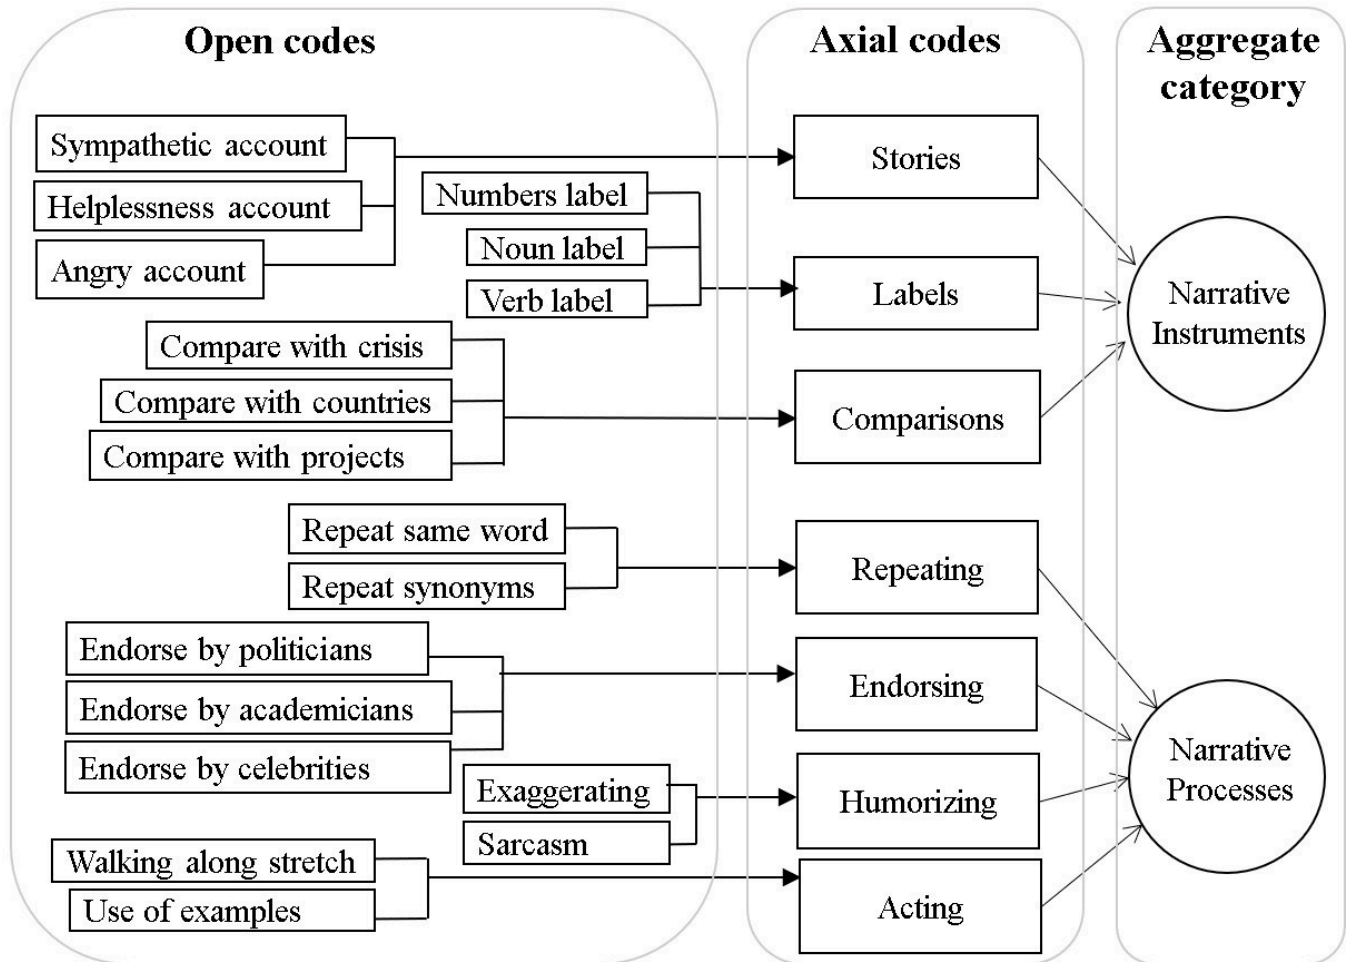 Open codes
Axial codes
Aggregate
category
Sympathetic account
Helplessness account
Angry account
Numbers label
Noun label
Verb label
Compare with crisis
Compare with countries
Compare with projects
Repeat same word
Repeat synonyms
Endorse by politicians
Endorse by academicians
Endorse by celebrities
Exaggerating
Sarcasm
Walking along stretch
Use of examples
Stories
Labels
Comparisons
Repeating
Endorsing
Humorizing
Acting
Narrative
Instruments
Narrative
Processes